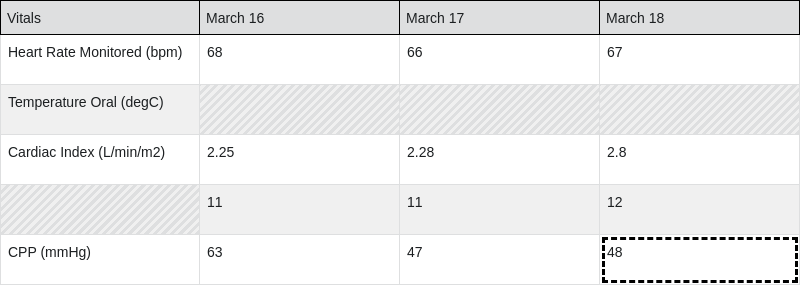 Vitals March 16 March 17 March 18
Heart Rate Monitored (bpm) 68 66 67
Temperature Oral (degC)
Cardiac Index (L/min/m2) 2.25 2.28 2.8
11 11 12
CPP (mmHg) 63 47 48